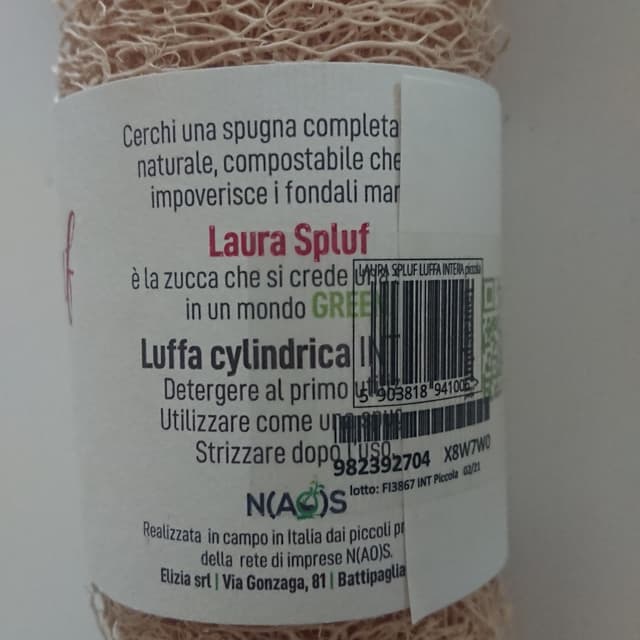 Cerchi una spugna completa
naturale, compostabile che
impoverisce i fondali mar
Laura Spluf
è la zucca che si crede una
in un mondo GREEN
Luffa cylindrica INT
Detergere al primo
Utilizzare come una
Strizzare dopo l'uso.
LAURA SPLUF LUFFA INTERA piccola
5 903818 94100
982392704 X8W7W0
lotto: FI3867 INT Piccola 02/21
N(AO)S
Realizzata in campo in Italia dai piccoli pr
della rete di imprese N(AO)S.
Elizia srl | Via Gonzaga, 81 | Battipaglia